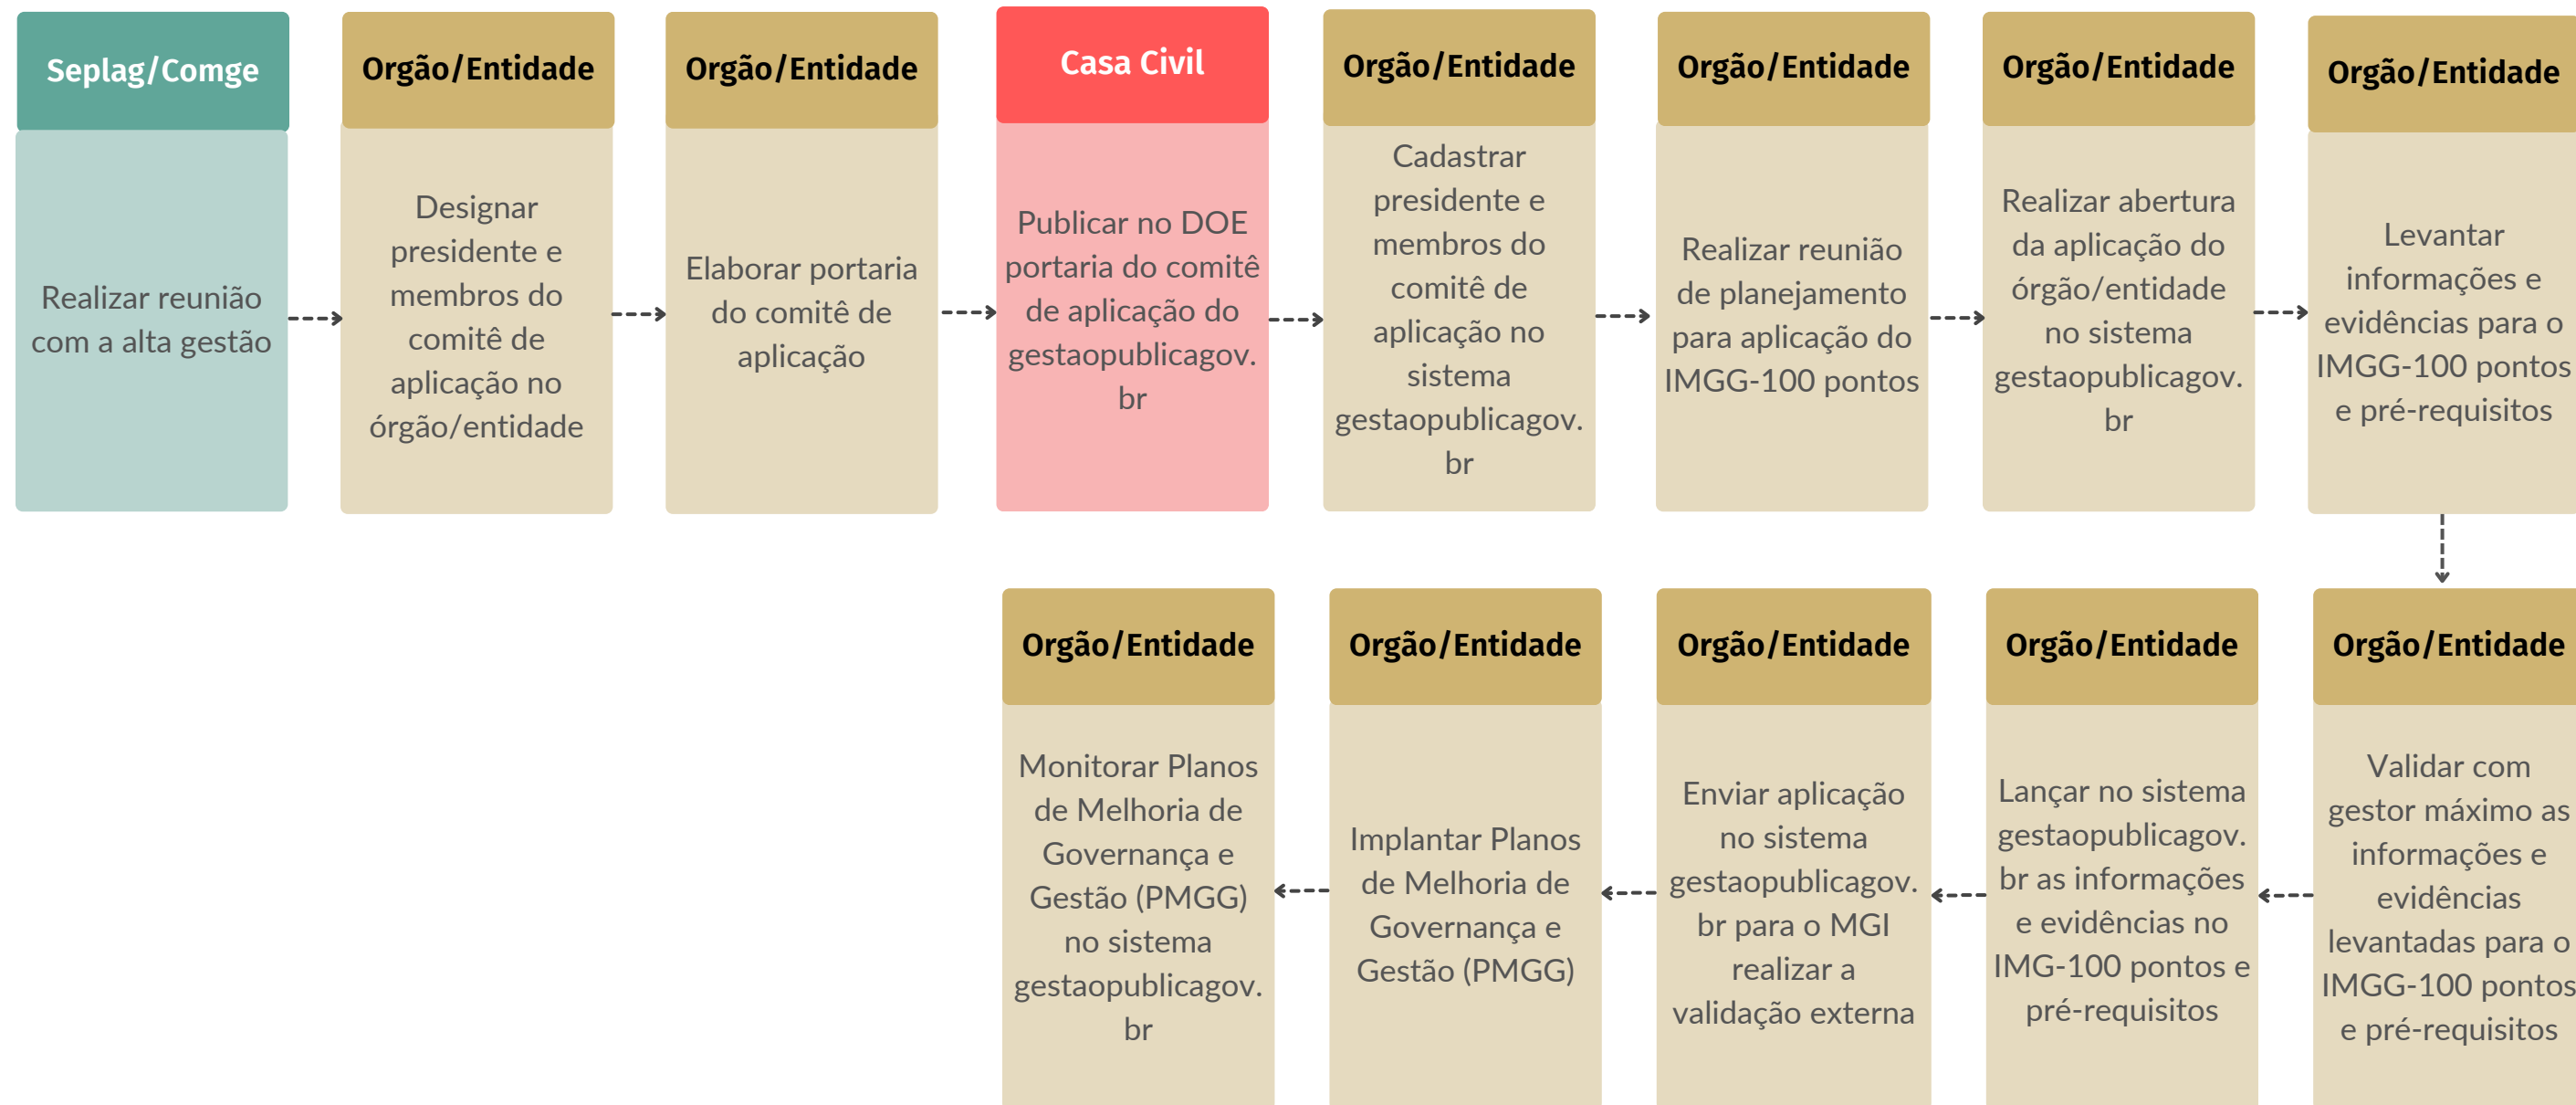 Seplag/Comge
Realizar reunião
com a alta gestão
Orgão/Entidade
Designar
presidente e
membros do
comitê de
aplicação no
órgão/entidade
Orgão/Entidade
Elaborar portaria
do comitê de
aplicação
Casa Civil
Publicar no DOE
portaria do comitê
de aplicação do
gestaopublicagov.
br
Orgão/Entidade
Cadastrar
presidente e
membros do
comitê de
aplicação no
sistema
gestaopublicagov.
br
Orgão/Entidade
Realizar reunião
de planejamento
para aplicação do
IMGG-100 pontos
Orgão/Entidade
Realizar abertura
da aplicação do
órgão/entidade
no sistema
gestaopublicagov.
br
Orgão/Entidade
Levantar
informações e
evidências para o
IMGG-100 pontos
e pré-requisitos
Orgão/Entidade
Validar com
gestor máximo as
informações e
evidências
levantadas para o
IMGG-100 pontos
e pré-requisitos
Orgão/Entidade
Lançar no sistema
gestaopublicagov.
br as informações
e evidências no
IMG-100 pontos e
pré-requisitos
Orgão/Entidade
Enviar aplicação
no sistema
gestaopublicagov.
br para o MGI
realizar a
validação externa
Orgão/Entidade
Implantar Planos
de Melhoria de
Governança e
Gestão (PMGG)
Orgão/Entidade
Monitorar Planos
de Melhoria de
Governança e
Gestão (PMGG)
no sistema
gestaopublicagov.
br